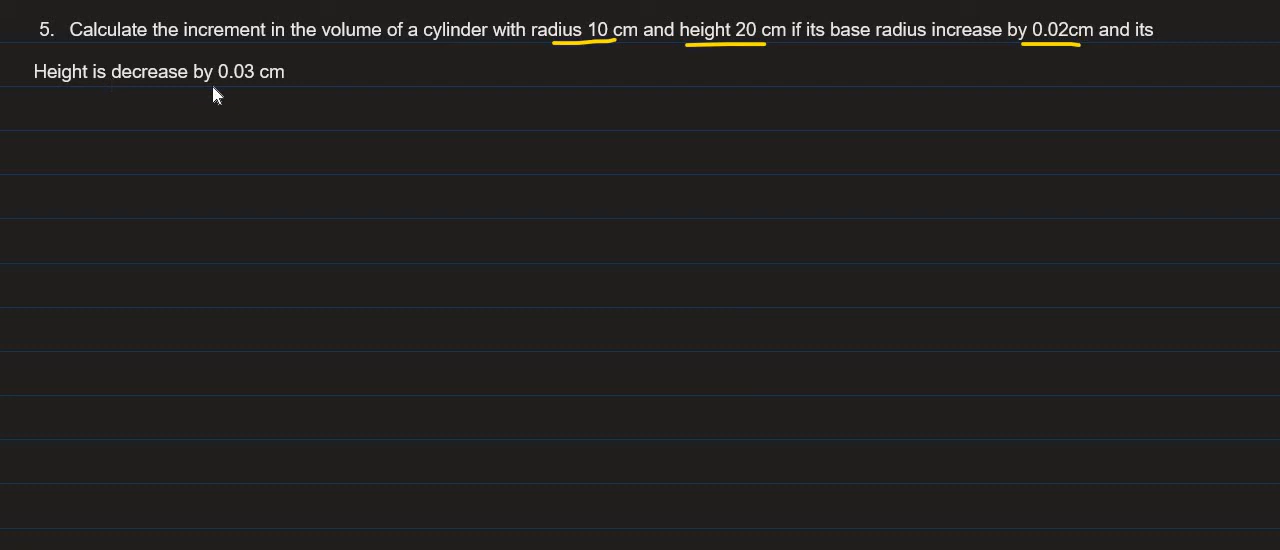 5. Calculate the increment in the volume of a cylinder with radius 10 cm and height 20 cm if its base radius increase by 0.02cm and its
Height is decrease by 0.03 cm